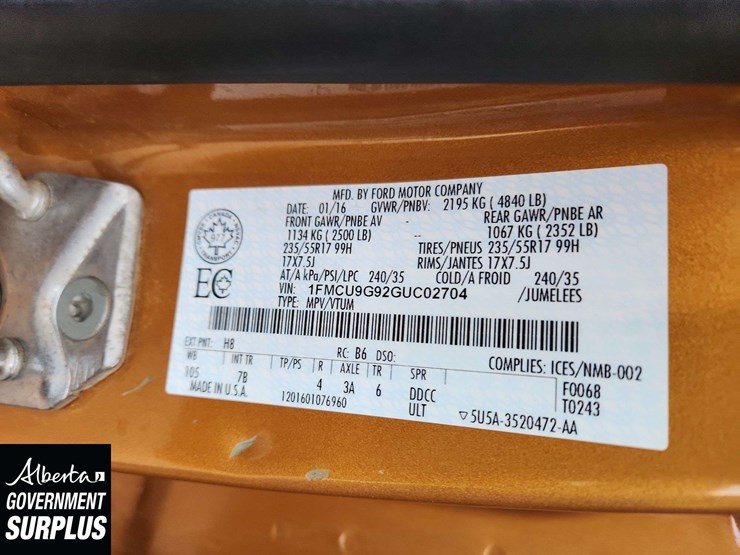 MFD. BY FORD MOTOR COMPANY
DATE: 01/16 GVWR/PNBV: 2195 KG ( 4840 LB)
FRONT GAWR/PNBE AV - REAR GAWR/PNBE AR
1134 KG ( 2500 LB) 1067 KG ( 2352 LB)
235/55R17 99H TIRES/PNEUS 235/55R17 99H
17X7.5J RIMS/JANTES 17X7.5J
AT/A kPa/PSI/LPC 240/35 COLD/A FROID 240/35
VIN: 1FMCU9G92GUC02704 /JUMELEES
TYPE: MPV/VTUM
EC
CANADA
TRANSPORT
EXT PNT: H8 RC: B6 DSO: COMPLIES: ICES/NMB-002
WB INT TR TP/PS R AXLE TR SPR F0068
105 7B 4 3A 6 DDCC T0243
MADE IN U.S.A. ULT ▽5U5A-3520472-AA
1201601076960
Alberta
GOVERNMENT
SURPLUS